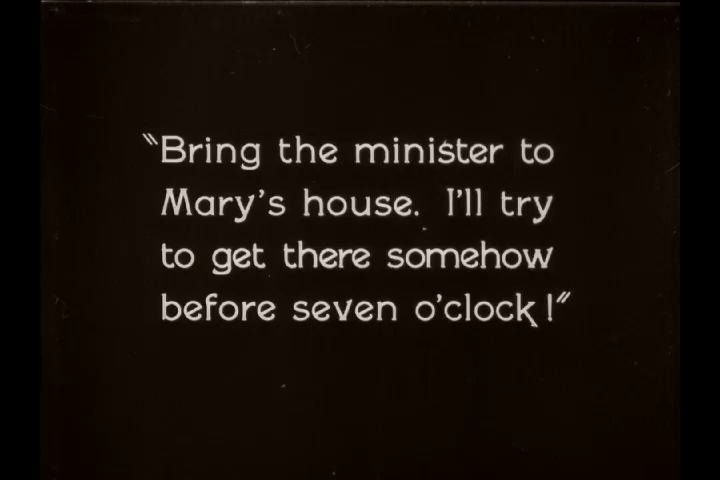 "Bring the minister to
Mary's house. I'll try
to get there somehow
before seven o'clock!"